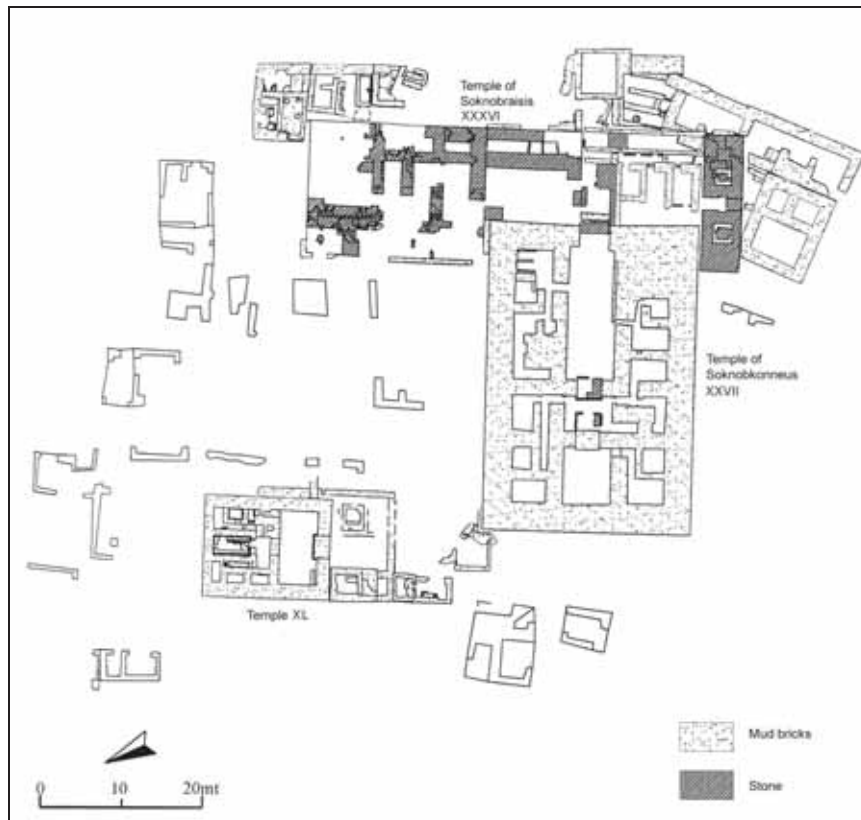 Temple of
Soknobraisis
XXXVI
Temple of
Soknobkonneus
XXVII
Temple XL
Mud bricks
Stone
0 10 20mt